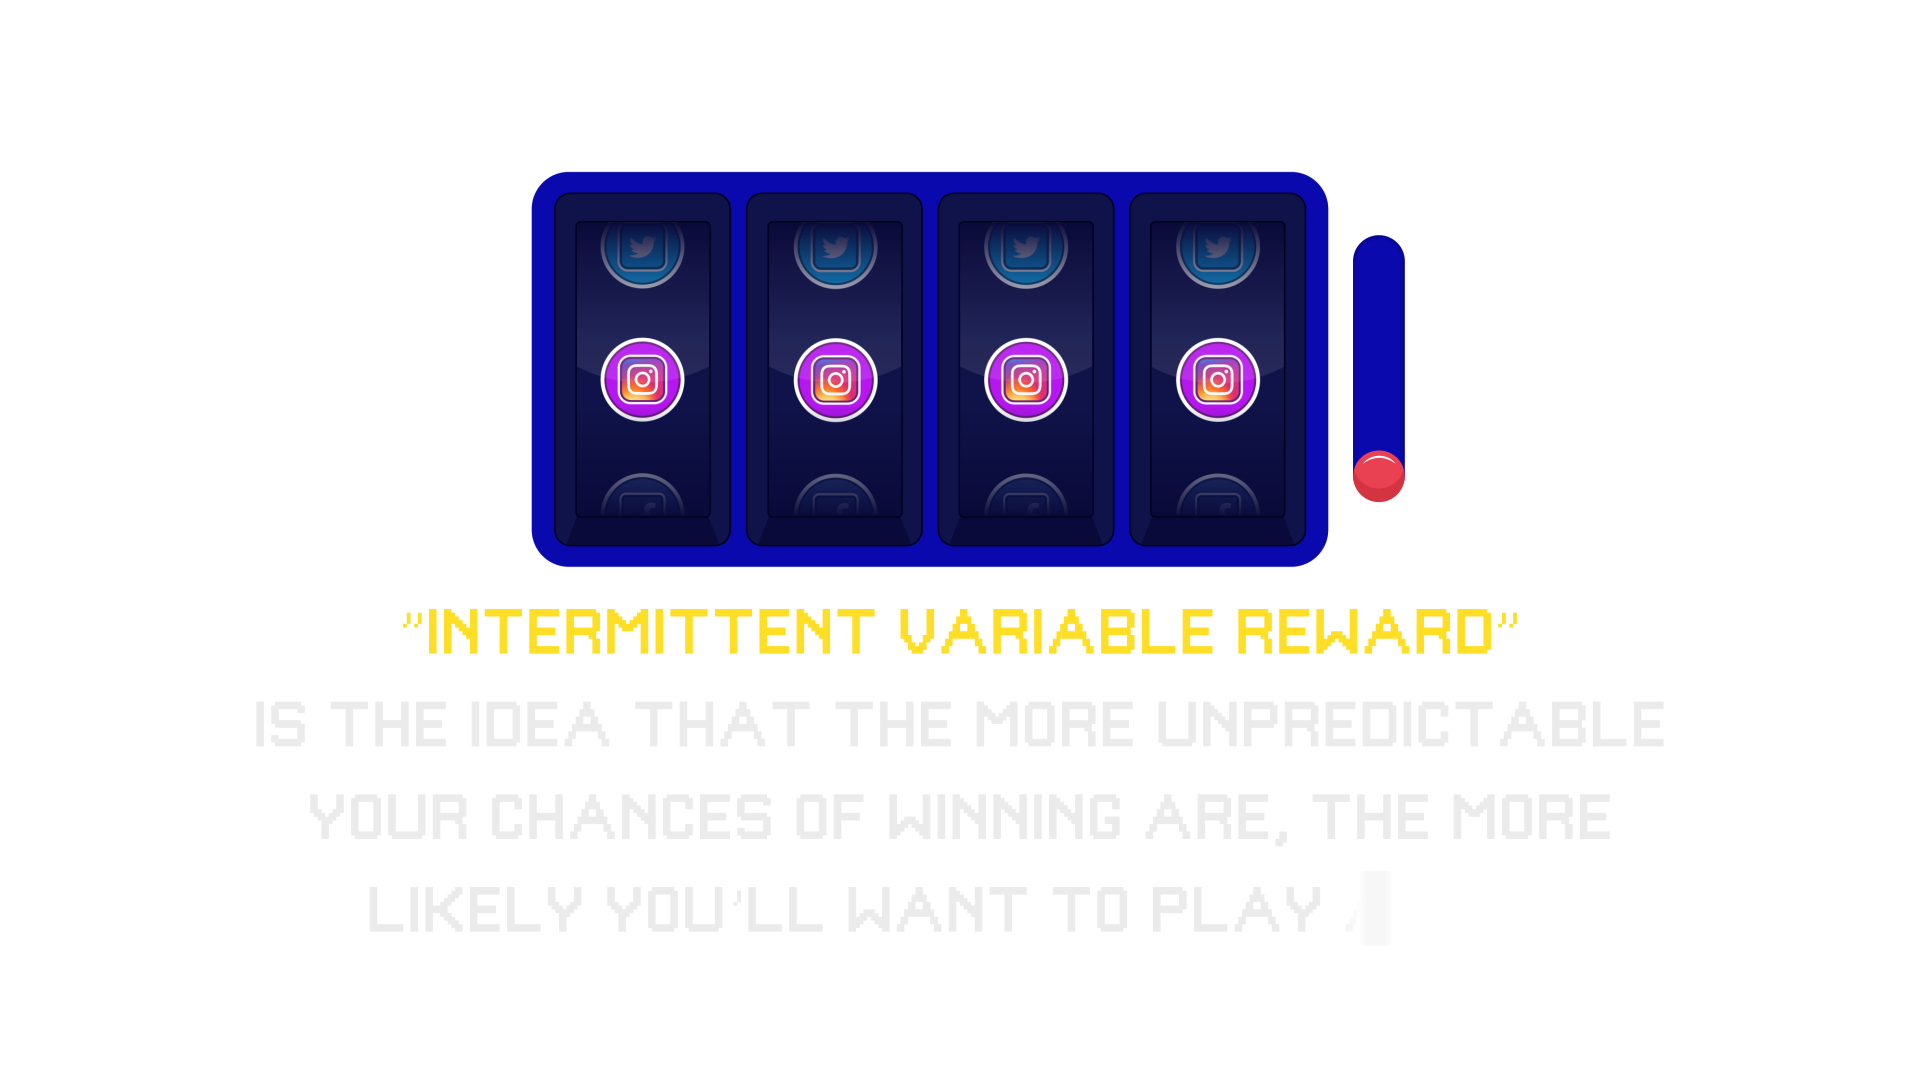 "INTERMITTENT VARIABLE REWARD"
IS THE IDEA THAT THE MORE UNPREDICTABLE
YOUR CHANCES OF WINNING ARE, THE MORE
LIKELY YOU'LL WANT TO PLAY